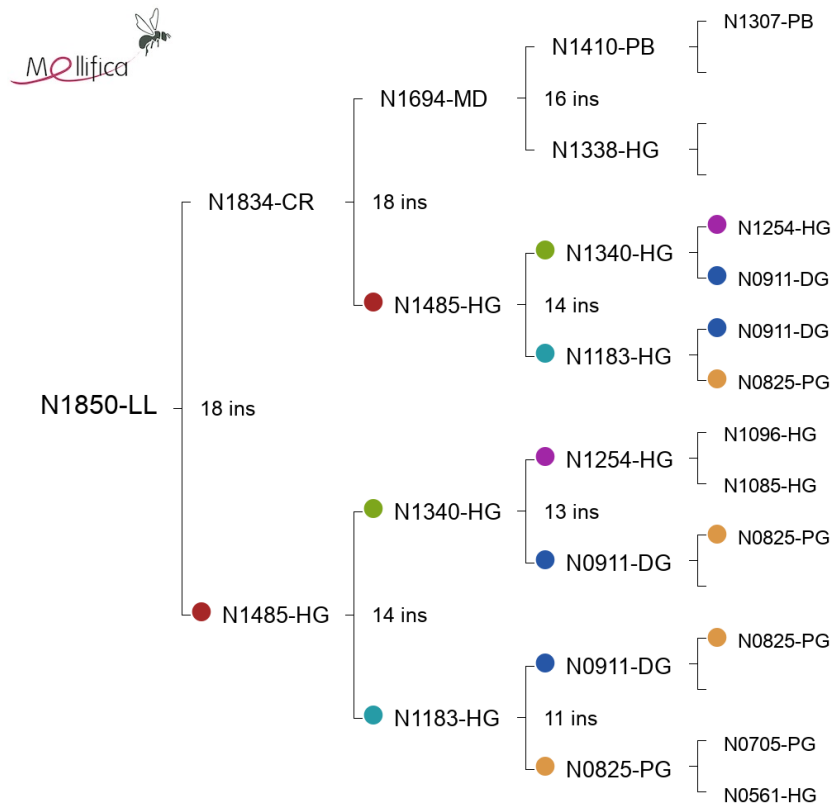 Mellifica
N1307-PB
N1410-PB
N1694-MD
16 ins
N1338-HG
N1834-CR
18 ins
N1254-HG
N1340-HG
N0911-DG
N1485-HG
14 ins
N0911-DG
N1183-HG
N0825-PG
N1850-LL
18 ins
N1096-HG
N1254-HG
N1085-HG
N1340-HG
13 ins
N0825-PG
N0911-DG
N1485-HG
14 ins
N0825-PG
N0911-DG
N1183-HG
11 ins
N0705-PG
N0825-PG
N0561-HG